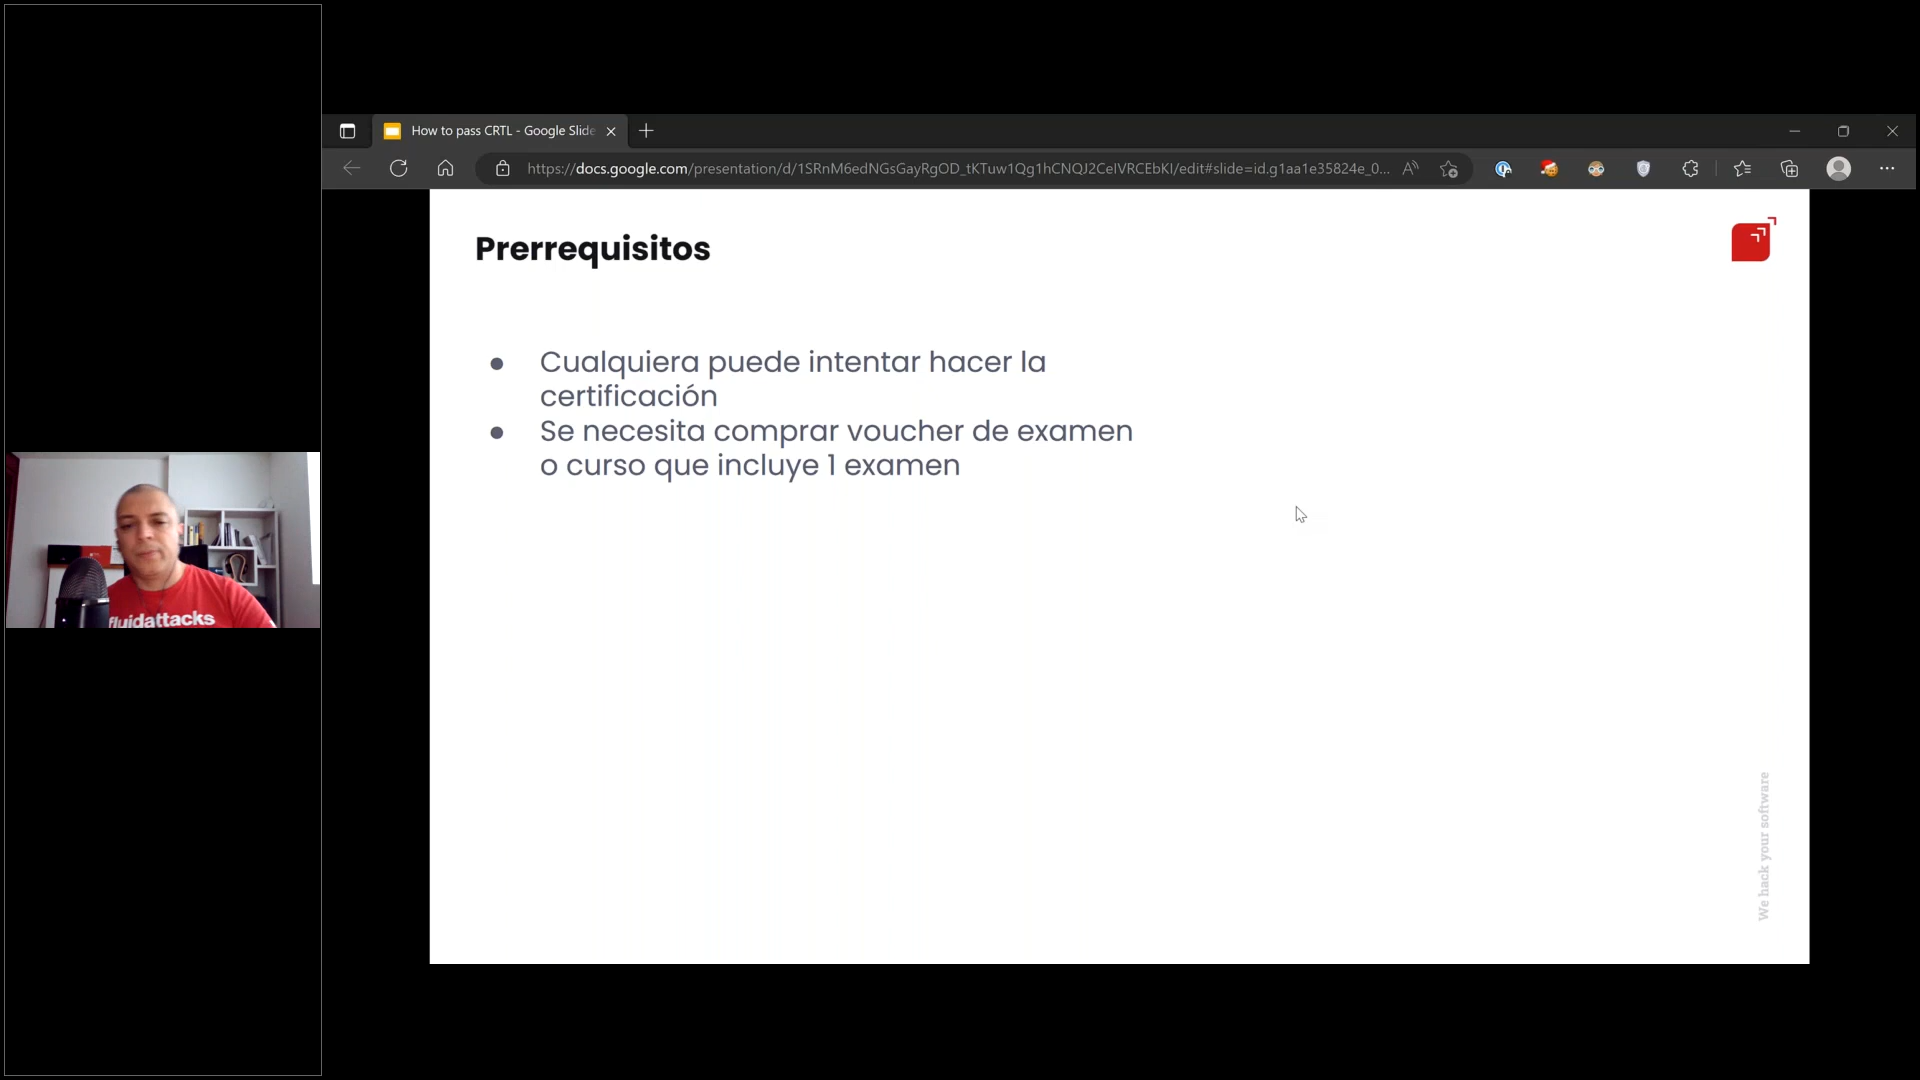 How to pass CRTL - Google Slide
https://docs.google.com/presentation/d/1SRnM6edNGsGayRgOD_tKTuw1Qg1hCNQJ2CeIVRCEbKI/edit#slide=id.g1aa1e35824e_0...
Prerrequisitos
● Cualquiera puede intentar hacer la
certificación
● Se necesita comprar voucher de examen
o curso que incluye 1 examen
fluidattacks
We hack your software